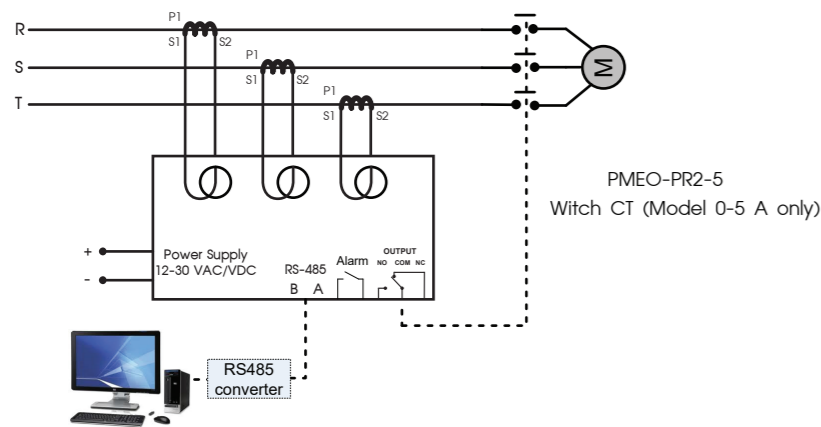 P1
R
S1 S2
P1
S
S1 S2
P1
T
S1 S2
M
PMEO-PR2-5
Witch CT (Model 0-5 A only)
+
-
Power Supply
12-30 VAC/VDC
RS-485
B A
Alarm
OUTPUT
NO COM NC
RS485
converter